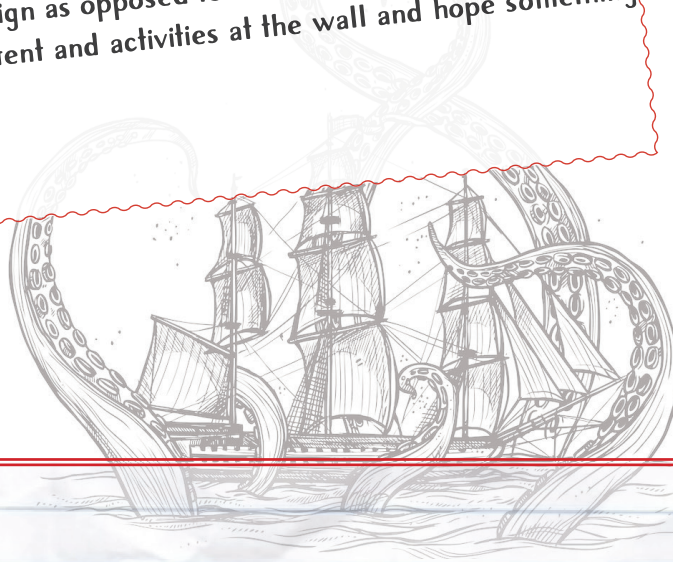 ign as opposed
ent and activities at the wall and hope